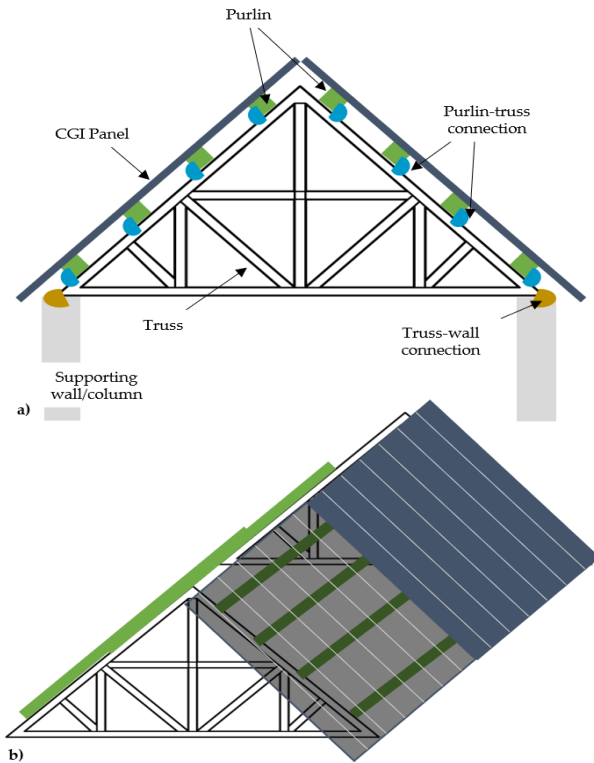 Purlin
CGI Panel
Purlin-truss
connection
Truss
Truss-wall
connection
Supporting
wall/column
a)
b)